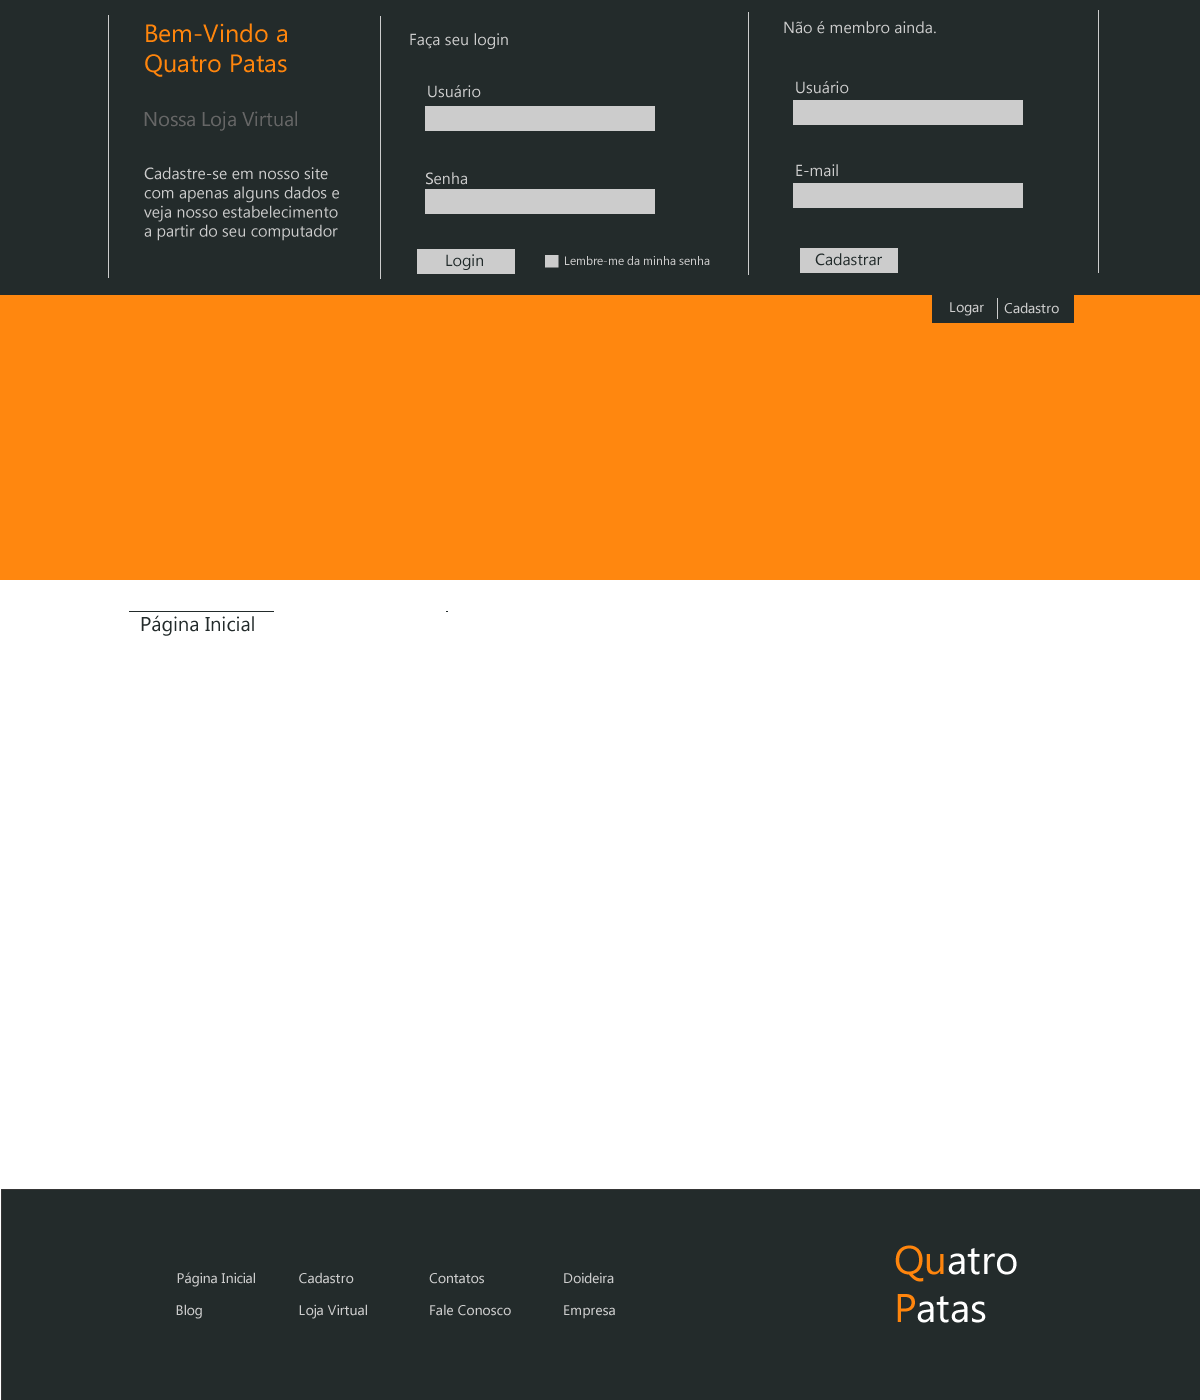 Bem-Vindo a
Quatro Patas
Nossa Loja Virtual
Cadastre-se em nosso site
com apenas alguns dados e
veja nosso estabelecimento
a partir do seu computador
Faça seu login
Usuário
Senha
Login
Lembre-me da minha senha
Não é membro ainda.
Usuário
E-mail
Cadastrar
Logar
Cadastro
Página Inicial
Página Inicial
Cadastro
Contatos
Doideira
Blog
Loja Virtual
Fale Conosco
Empresa
Quatro
Patas